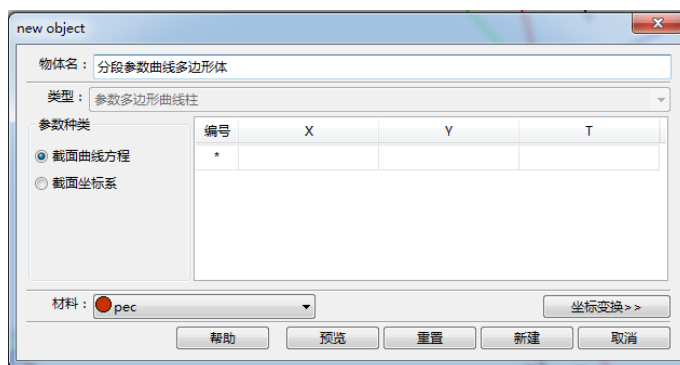 new object
物体名： 分段参数曲线多边形体
类型： 参数多边形曲线柱
参数种类
编号 X Y T
截面曲线方程
*
截面坐标系
材料： pec 坐标变换>>
帮助 预览 重置 新建 取消